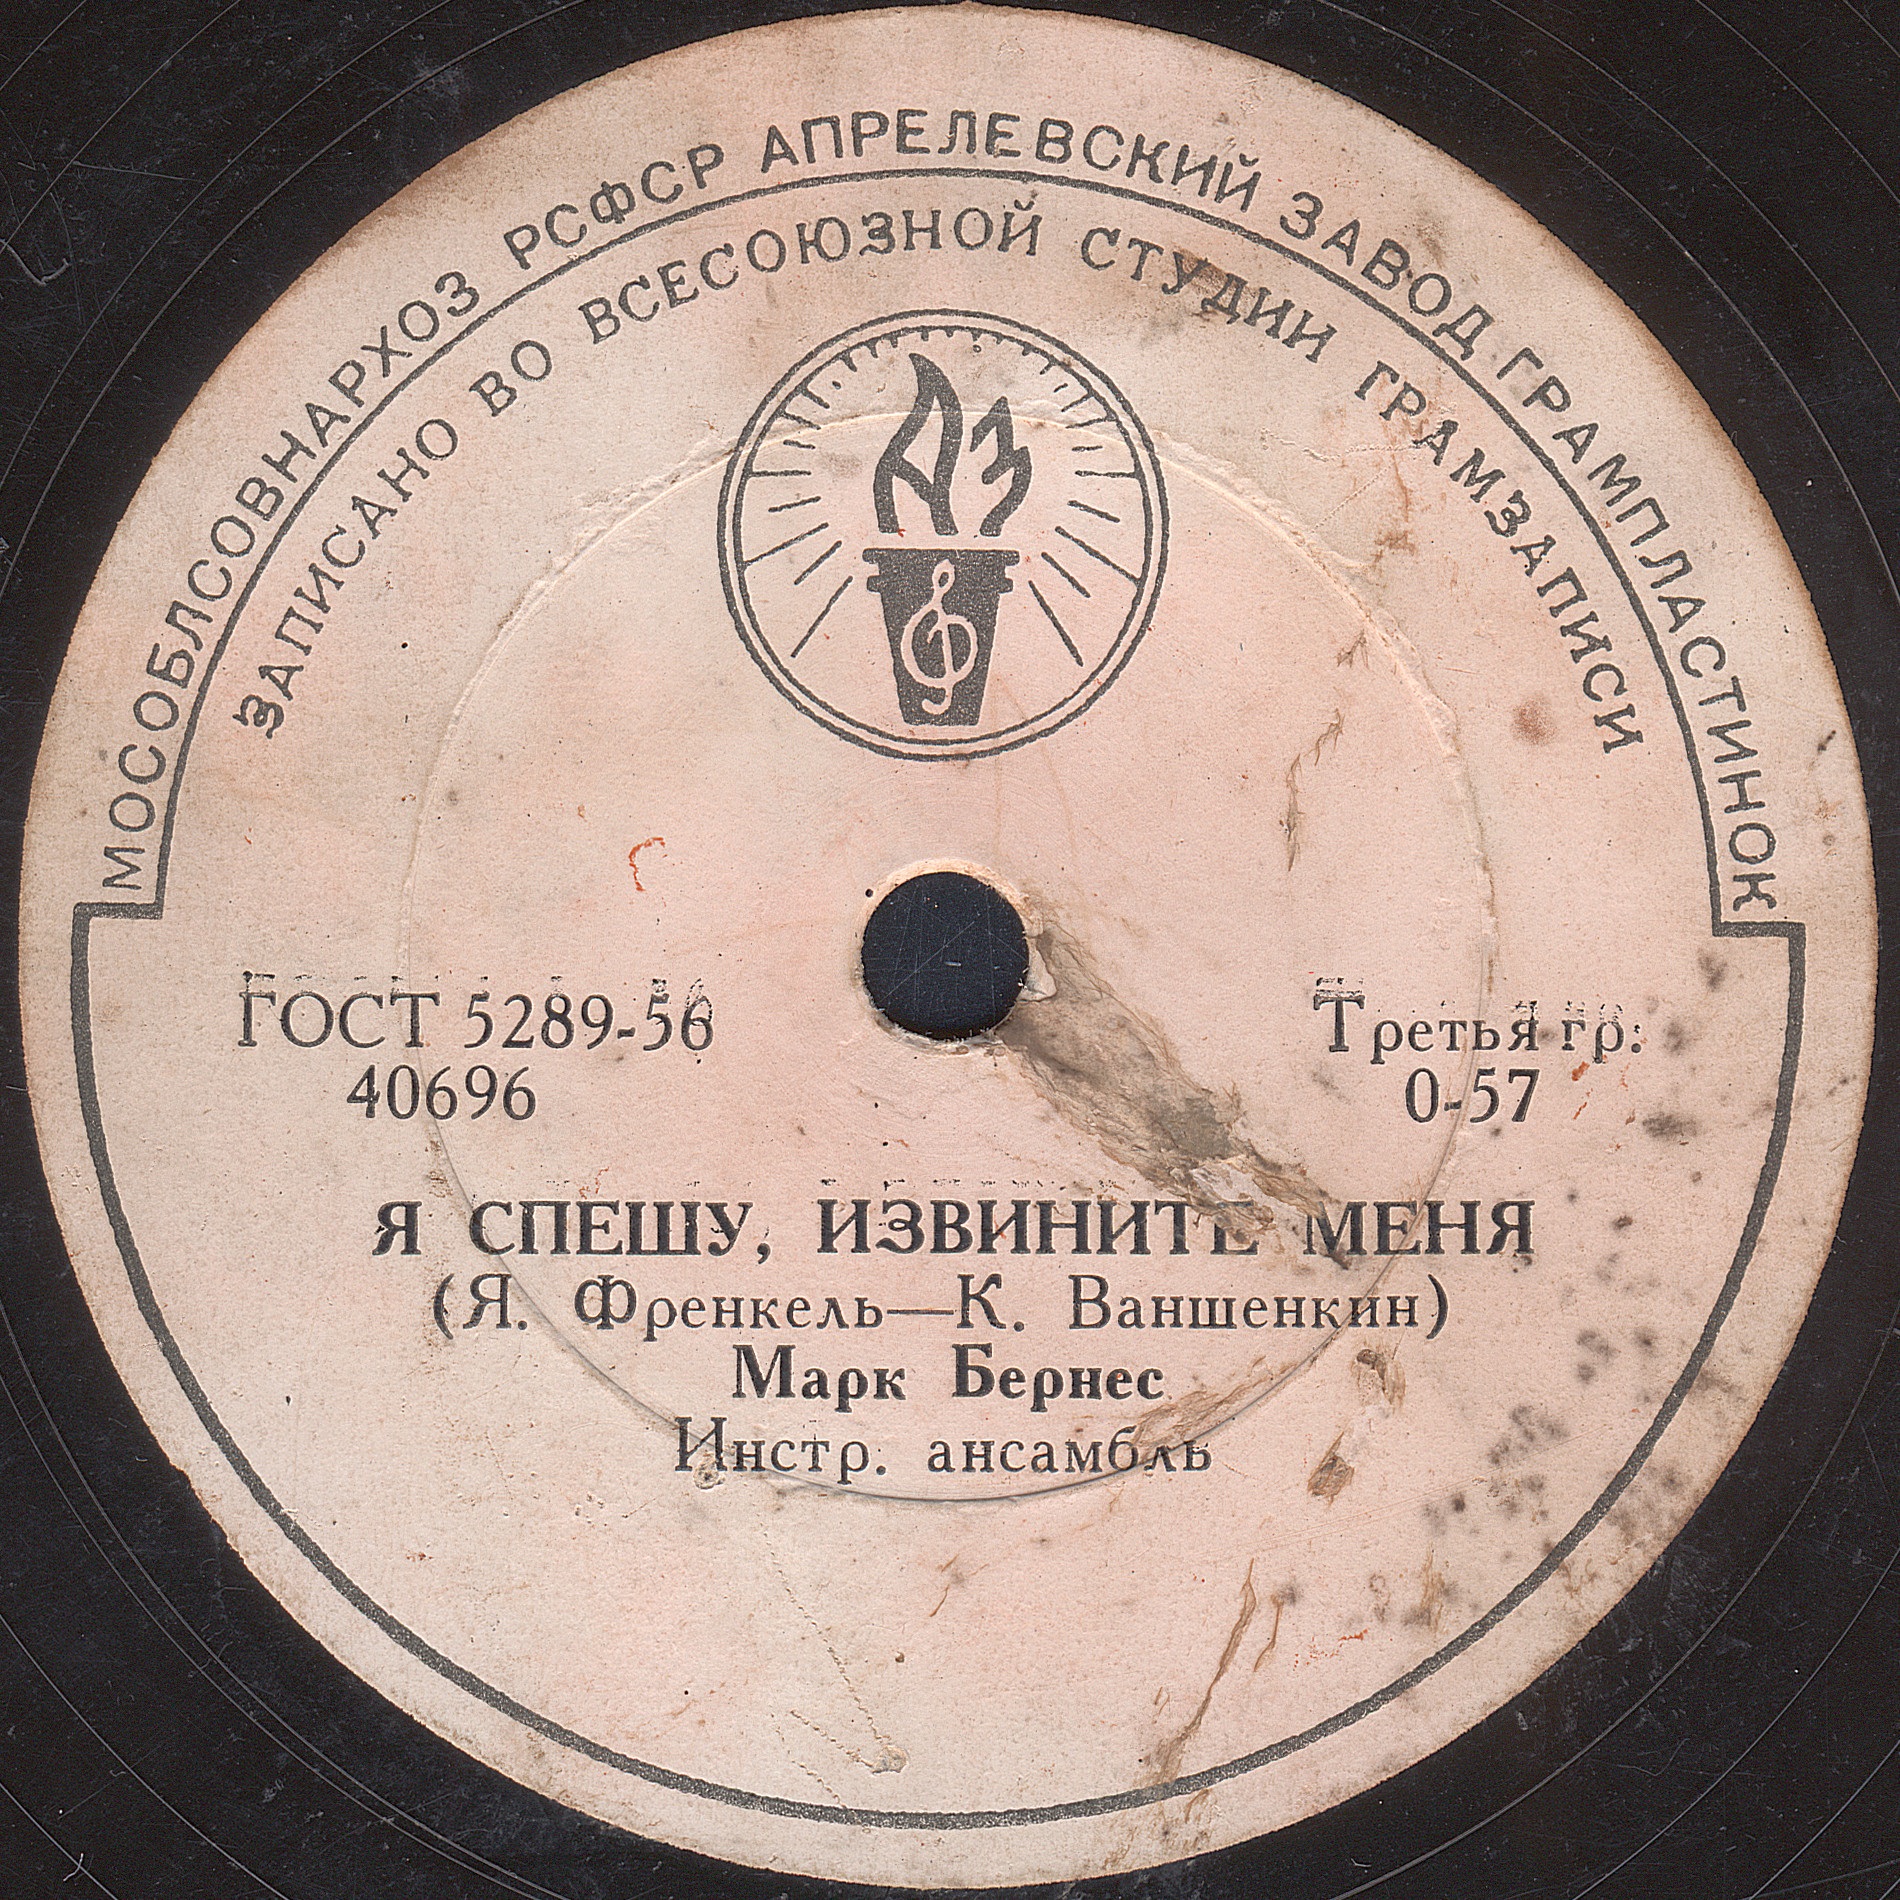 МОСОБЛСОВНАРХОЗ РСФСР АПРЕЛЕВСКИЙ ЗАВОД ГРАМПЛАСТИНОК
ЗАПИСАНО ВО ВСЕСОЮЗНОЙ СТУДИИ ГРАМЗАПИСИ
АЗ
ГОСТ 5289-56
40696
Третья гр:
0-57
Я СПЕШУ, ИЗВИНИТЕ МЕНЯ
(Я. Френкель—К. Ваншенкин)
Марк Бернес
Инстр. ансамбль